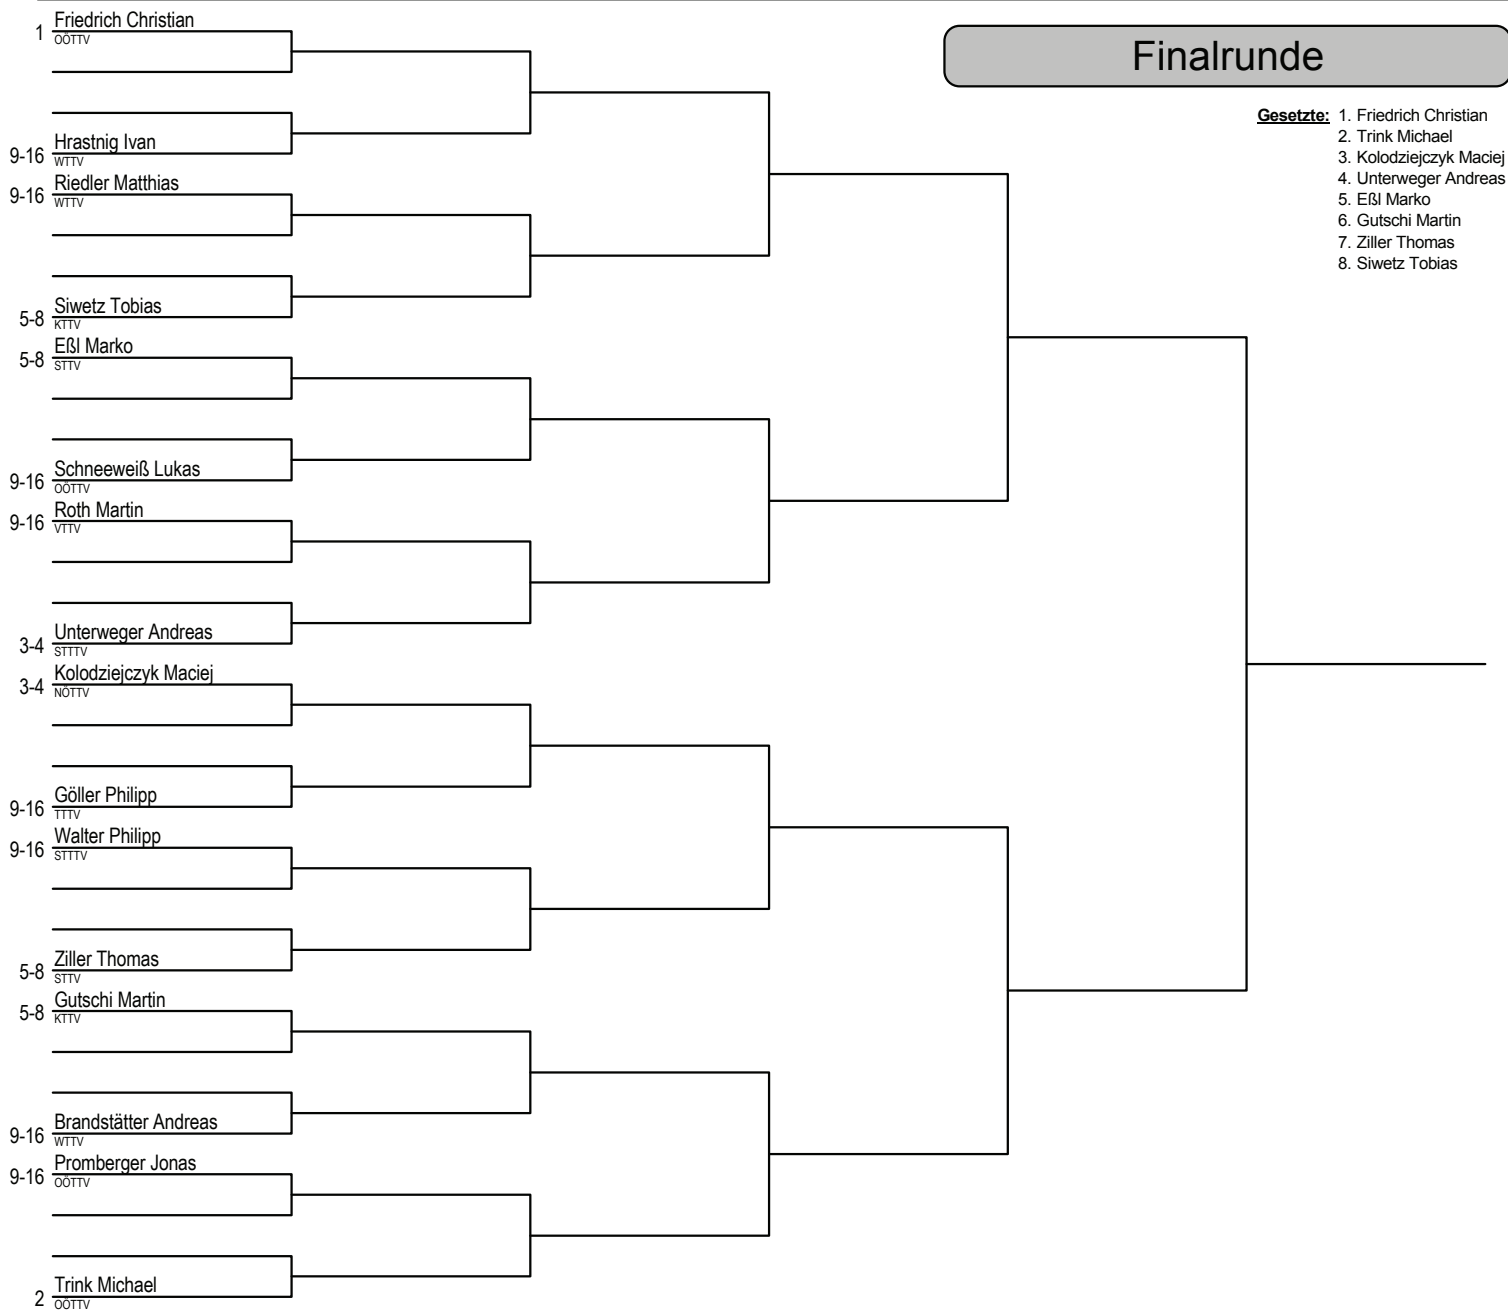 Finalrunde
Gesetzte: 1. Friedrich Christian
2. Trink Michael
3. Kolodziejczyk Maciej
4. Unterweger Andreas
5. Eßl Marko
6. Gutschi Martin
7. Ziller Thomas
8. Siwetz Tobias
1 Friedrich Christian
OÖTTV
9-16 Hrastnig Ivan
WTTV
9-16 Riedler Matthias
WTTV
5-8 Siwetz Tobias
KTTV
5-8 Eßl Marko
STTV
9-16 Schneeweiß Lukas
OÖTTV
9-16 Roth Martin
VTTV
3-4 Unterweger Andreas
STTTV
3-4 Kolodziejczyk Maciej
NÖTTV
9-16 Göller Philipp
TTTV
9-16 Walter Philipp
STTTV
5-8 Ziller Thomas
STTV
5-8 Gutschi Martin
KTTV
9-16 Brandstätter Andreas
WTTV
9-16 Promberger Jonas
OÖTTV
2 Trink Michael
OÖTTV